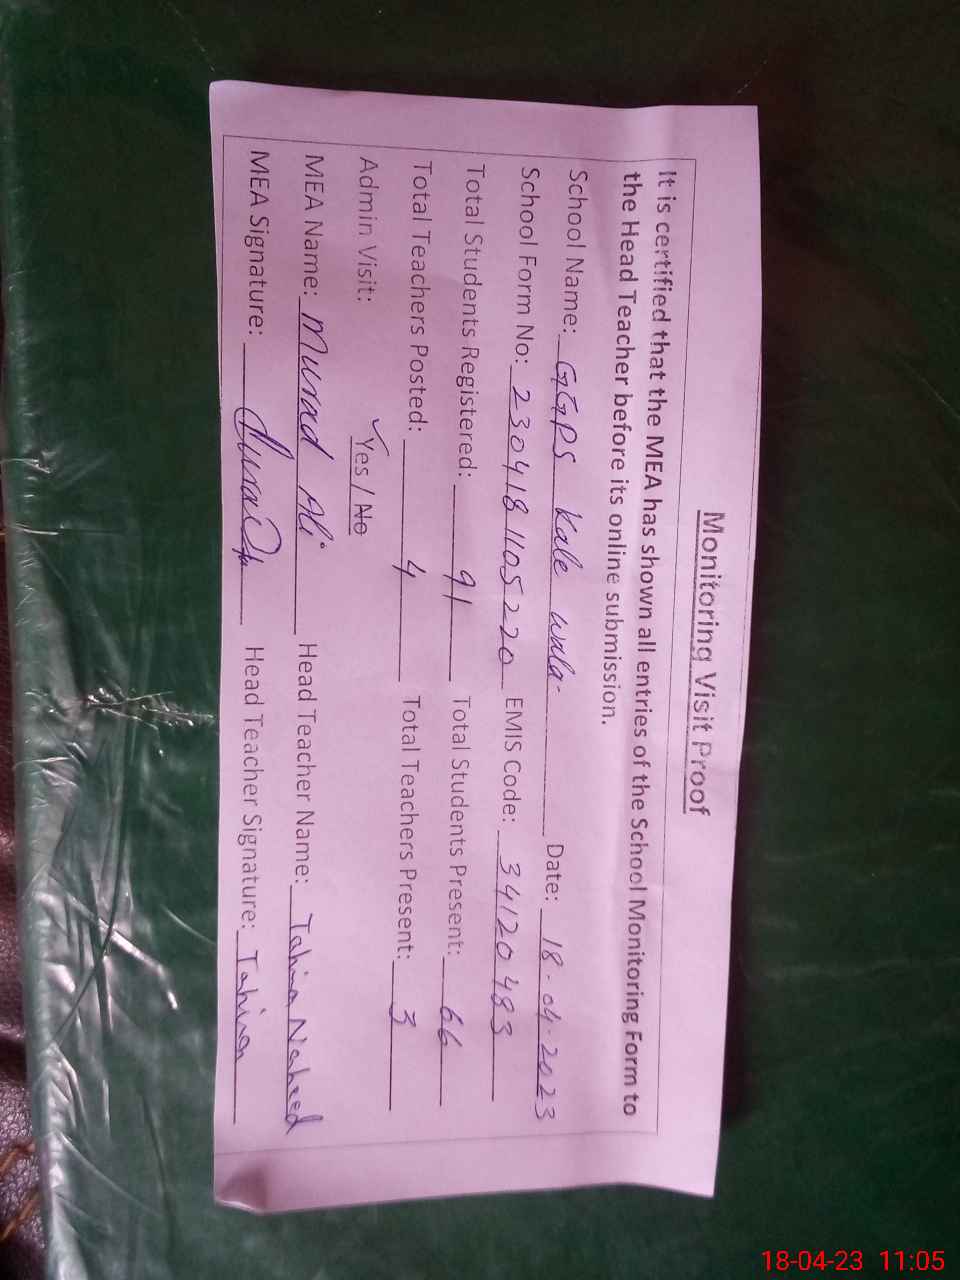 Monitoring Visit Proof
It is certified that the MEA has shown all entries of the School Monitoring Form to
the Head Teacher before its online submission.
School Name: GGPS Kale wala Date: 18-04-2023
School Form No: 2304181105220 EMIS Code: 34120483
Total Students Registered: 91 Total Students Present: 66
Total Teachers Posted: 4 Total Teachers Present: 3
Admin Visit: ✓Yes / No
MEA Name: Murad Ali Head Teacher Name: Tahira Naheed
MEA Signature: Head Teacher Signature: Tahira
18-04-23 11:05